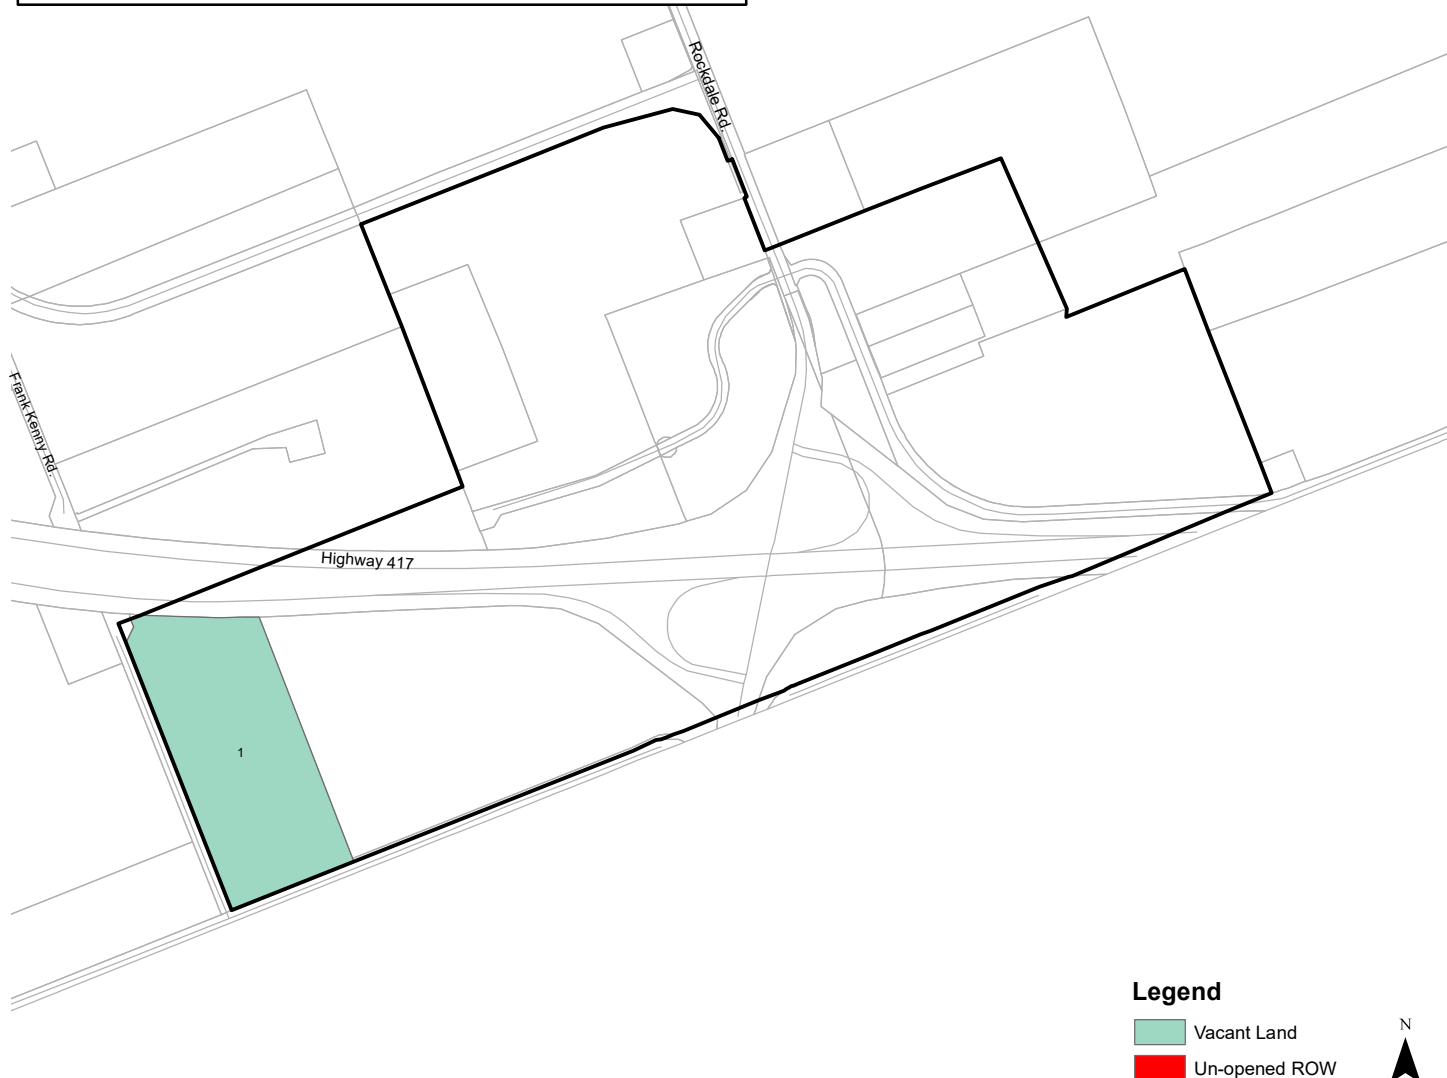 Rockdale Rd.
Frank Kenny Rd.
Highway 417
1
Legend
Vacant Land
Un-opened ROW
N